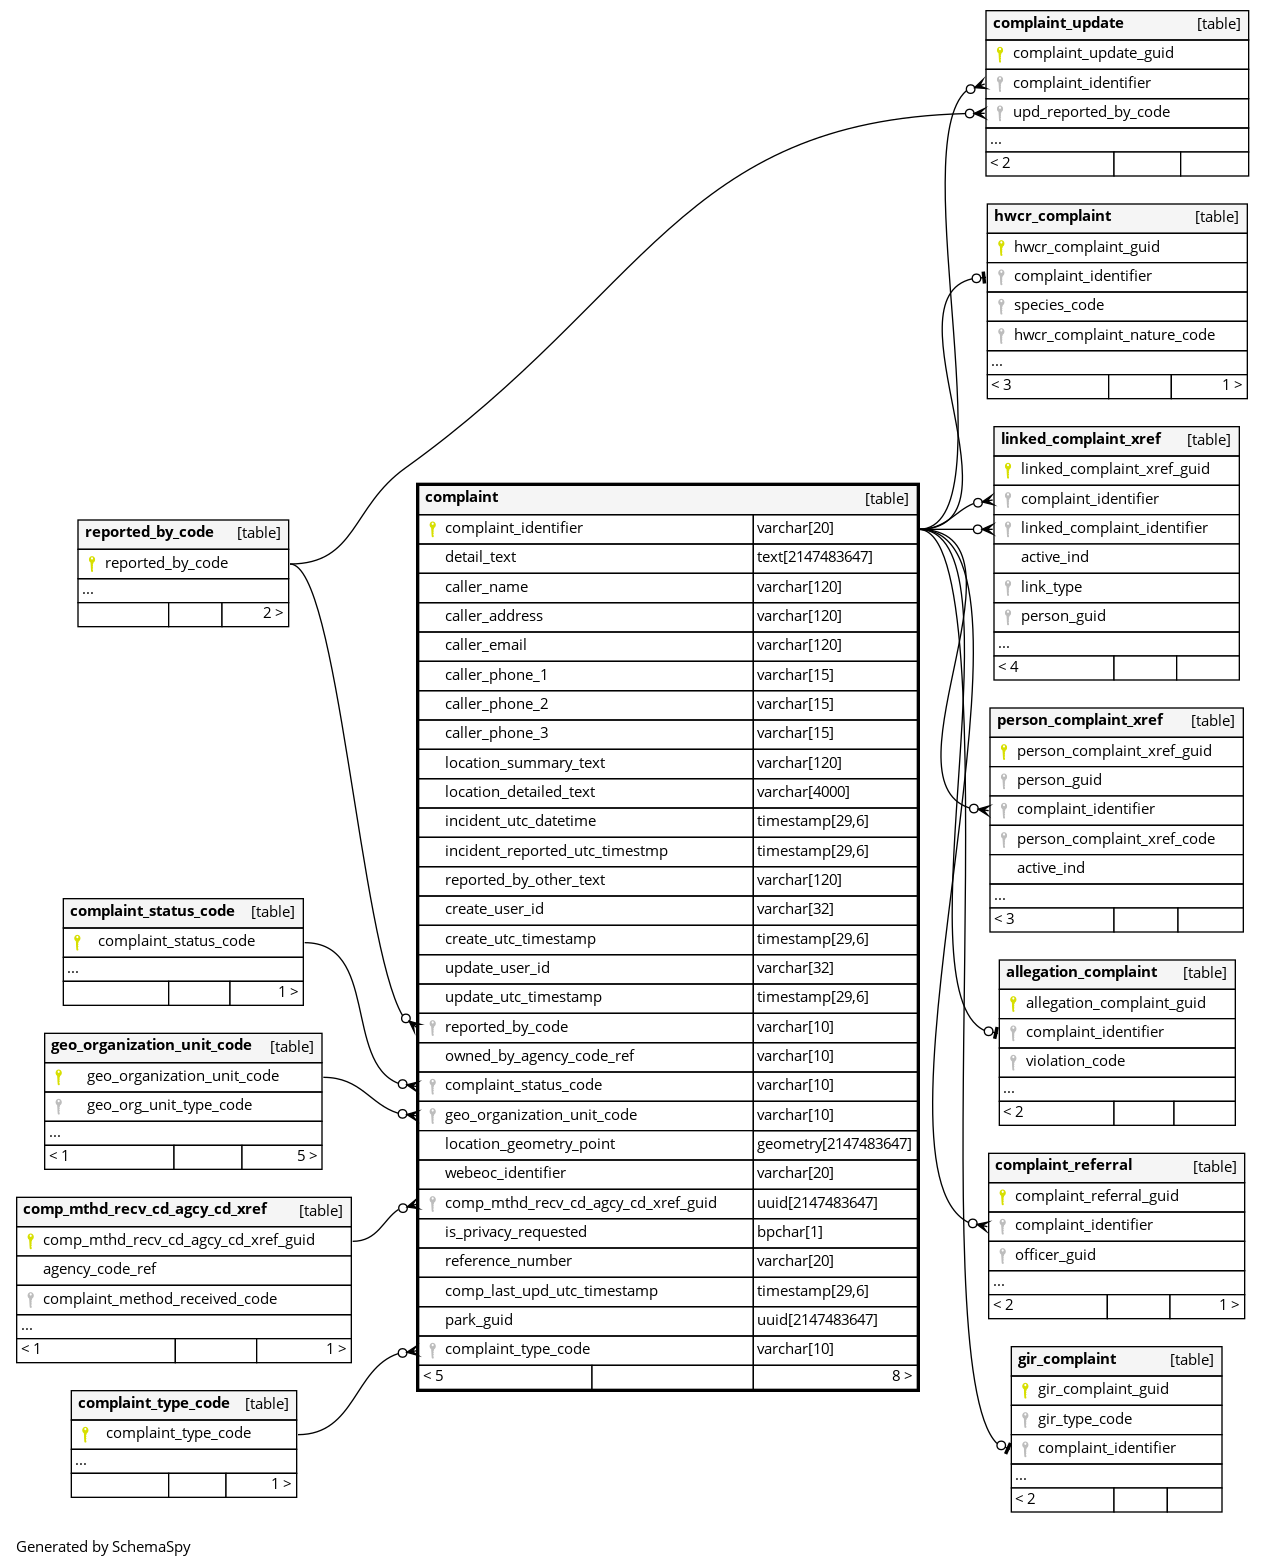 complaint_update [table]
complaint_update_guid
complaint_identifier
upd_reported_by_code
...
< 2
hwcr_complaint [table]
hwcr_complaint_guid
complaint_identifier
species_code
hwcr_complaint_nature_code
...
< 3 1 >
linked_complaint_xref [table]
linked_complaint_xref_guid
complaint_identifier
linked_complaint_identifier
active_ind
link_type
person_guid
...
< 4
complaint [table]
complaint_identifier varchar[20]
detail_text text[2147483647]
caller_name varchar[120]
caller_address varchar[120]
caller_email varchar[120]
caller_phone_1 varchar[15]
caller_phone_2 varchar[15]
caller_phone_3 varchar[15]
location_summary_text varchar[120]
location_detailed_text varchar[4000]
incident_utc_datetime timestamp[29,6]
incident_reported_utc_timestmp timestamp[29,6]
reported_by_other_text varchar[120]
create_user_id varchar[32]
create_utc_timestamp timestamp[29,6]
update_user_id varchar[32]
update_utc_timestamp timestamp[29,6]
reported_by_code varchar[10]
owned_by_agency_code_ref varchar[10]
complaint_status_code varchar[10]
geo_organization_unit_code varchar[10]
location_geometry_point geometry[2147483647]
webeoc_identifier varchar[20]
comp_mthd_recv_cd_agcy_cd_xref_guid uuid[2147483647]
is_privacy_requested bpchar[1]
reference_number varchar[20]
comp_last_upd_utc_timestamp timestamp[29,6]
park_guid uuid[2147483647]
complaint_type_code varchar[10]
< 5 8 >
reported_by_code [table]
reported_by_code
...
2 >
person_complaint_xref [table]
person_complaint_xref_guid
person_guid
complaint_identifier
person_complaint_xref_code
active_ind
...
< 3
complaint_status_code [table]
complaint_status_code
...
1 >
allegation_complaint [table]
allegation_complaint_guid
complaint_identifier
violation_code
...
< 2
geo_organization_unit_code [table]
geo_organization_unit_code
geo_org_unit_type_code
...
< 1 5 >
complaint_referral [table]
complaint_referral_guid
complaint_identifier
officer_guid
...
< 2 1 >
comp_mthd_recv_cd_agcy_cd_xref [table]
comp_mthd_recv_cd_agcy_cd_xref_guid
agency_code_ref
complaint_method_received_code
...
< 1 1 >
gir_complaint [table]
gir_complaint_guid
gir_type_code
complaint_identifier
...
< 2
complaint_type_code [table]
complaint_type_code
...
1 >
Generated by SchemaSpy